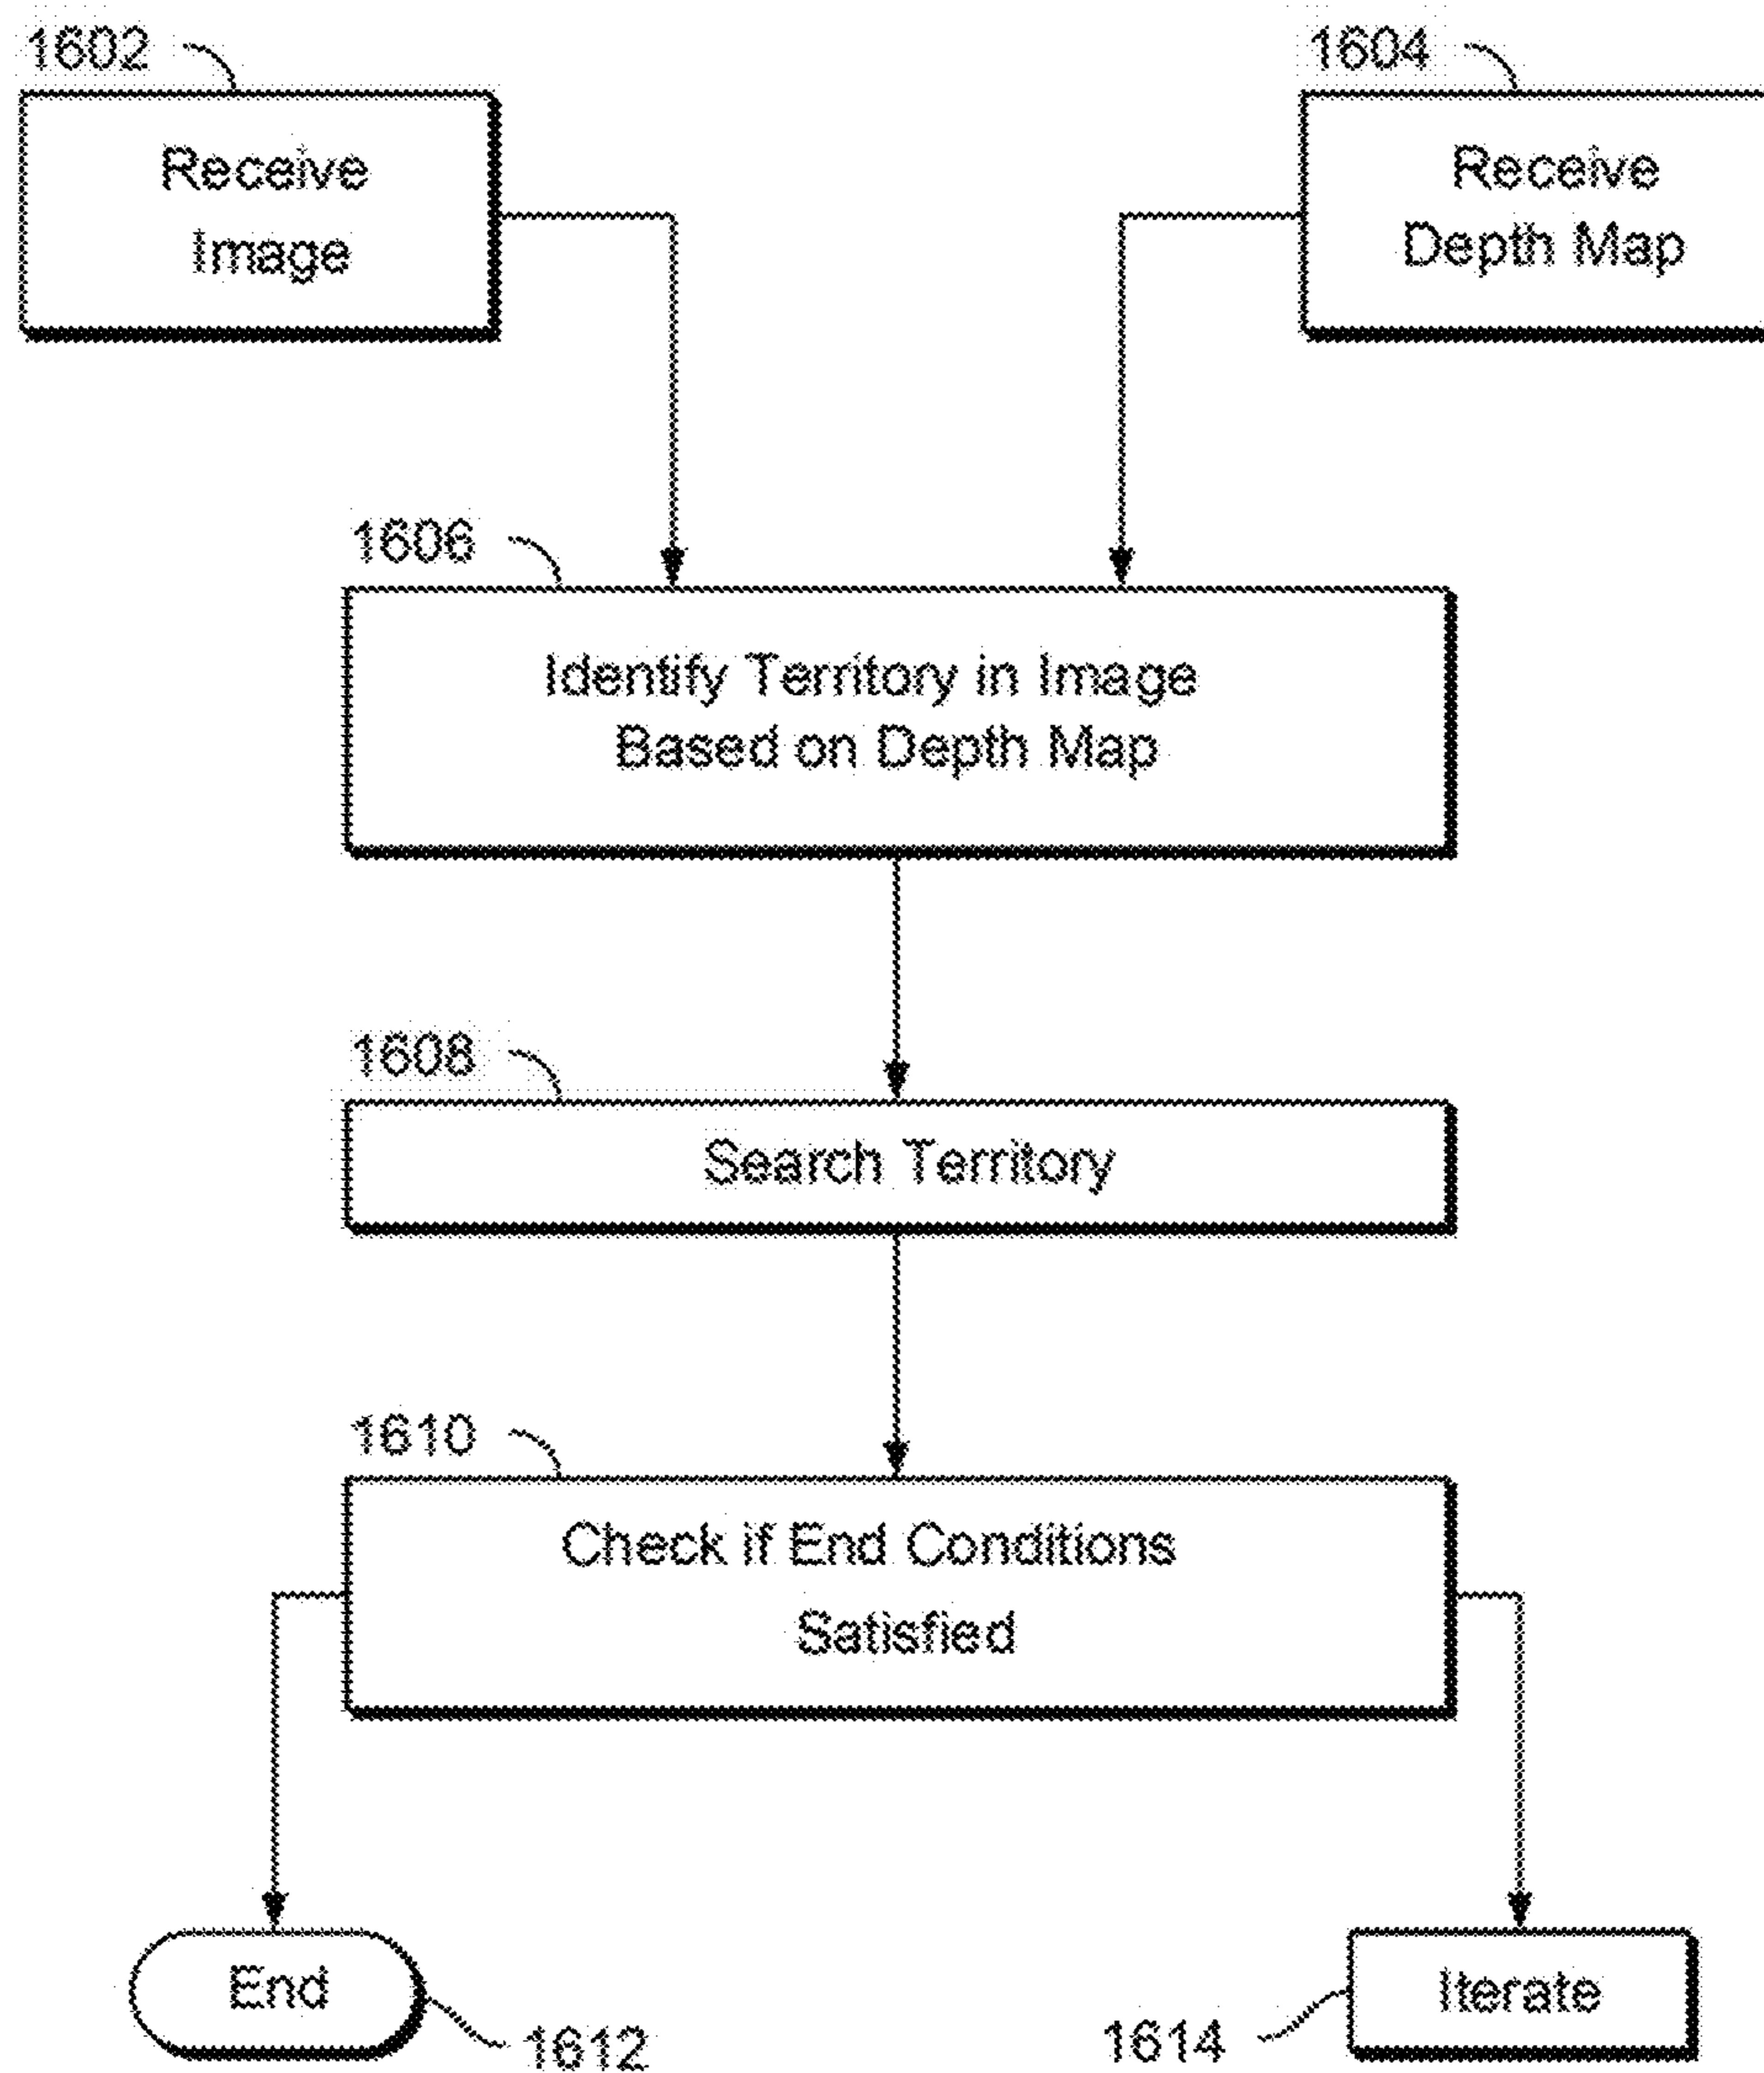 1602
1604
Receive
Image
Receive
Depth Map
1606
Identify Territory in Image
Based on Depth Map
1608
Search Territory
1610
Check if End Conditions
Satisfied
End
1612
Iterate
1614